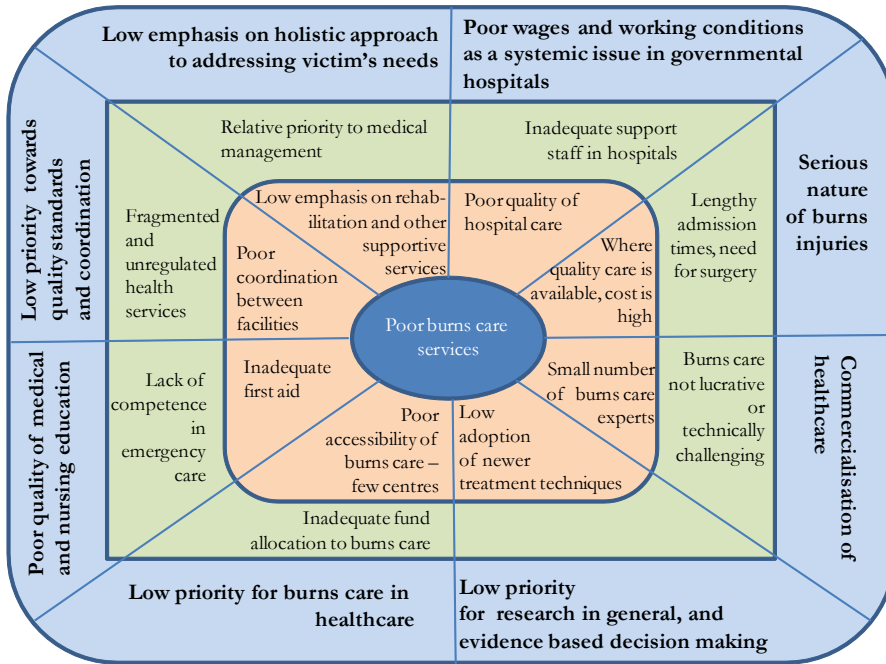 Low emphasis on holistic approach
to addressing victim's needs
Poor wages and working conditions
as a systemic issue in governmental
hospitals
Low priority towards
quality standards
and coordination
Relative priority to medical
management
Inadequate support
staff in hospitals
Serious
nature
of burns
injuries
Fragmented
and
unregulated
health
services
Low emphasis on rehab-
ilitation and other
supportive
services
Poor quality of
hospital care
Lengthy
admission
times, need
for surgery
Poor
coordination
between
facilities
Where
quality care is
available, cost is
high
Poor burns care
services
Poor quality of medical
and nursing education
Lack of
competence
in
emergency
care
Inadequate
first aid
Poor
accessibility of
burns care –
few centres
Low
adoption
of newer
treatment techniques
Small number
of burns care
experts
Burns care
not lucrative
or
technically
challenging
Commercialisation of
healthcare
Inadequate fund
allocation to burns care
Low priority for burns care in
healthcare
Low priority
for research in general, and
evidence based decision making